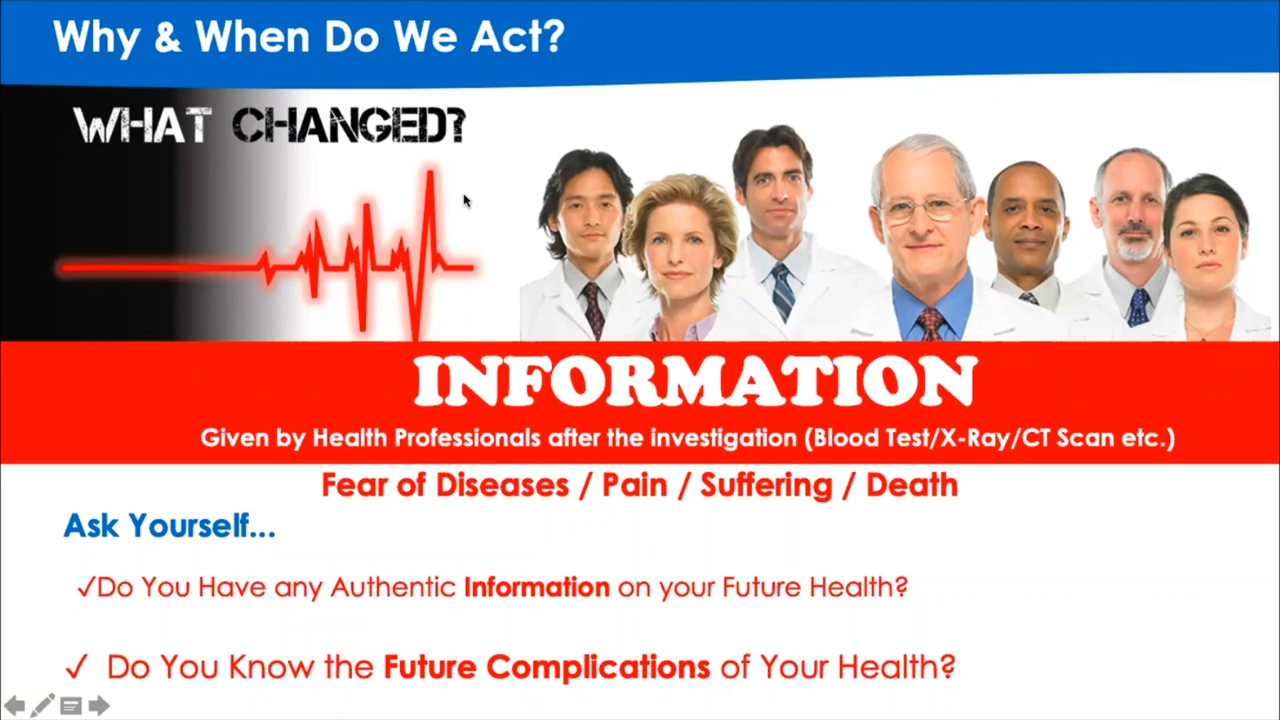 Why & When Do We Act?
WHAT CHANGED?
INFORMATION
Given by Health Professionals after the investigation (Blood Test/X-Ray/CT Scan etc.)
Fear of Diseases / Pain / Suffering / Death
Ask Yourself...
✓Do You Have any Authentic Information on your Future Health?
✓ Do You Know the Future Complications of Your Health?